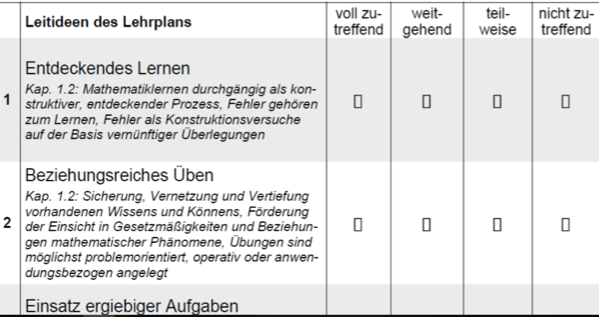 Leitideen des Lehrplans
voll zu-
treffend
weit-
gehend
teil-
weise
nicht zu-
treffend
1
Entdeckendes Lernen
Kap. 1.2: Mathematiklernen durchgängig als kon-
struktiver, entdeckender Prozess, Fehler gehören
zum Lernen, Fehler als Konstruktionsversuche
auf der Basis vernünftiger Überlegungen
2
Beziehungsreiches Üben
Kap. 1.2: Sicherung, Vernetzung und Vertiefung
vorhandenen Wissens und Könnens, Förderung
der Einsicht in Gesetzmäßigkeiten und Beziehun-
gen mathematischer Phänomene, Übungen sind
möglichst problemorientiert, operativ oder anwen-
dungsbezogen angelegt
Einsatz ergiebiger Aufgaben